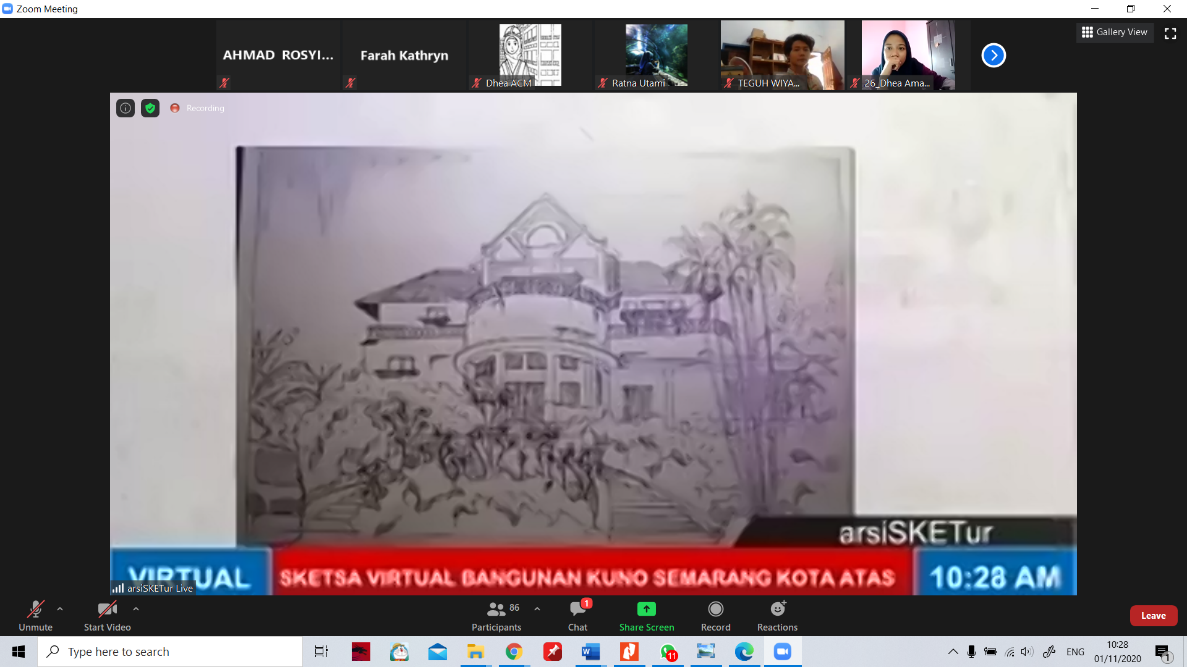 Zoom Meeting
Gallery View
AHMAD ROSYI...
Farah Kathryn
Dhea ACM
Ratna Utami
TEGUH WIYA...
26_Dhea Ama...
Recording
arsiSKETur
VIRTUAL
SKETSA VIRTUAL BANGUNAN KUNO SEMARANG KOTA ATAS
10:28 AM
arsiSKETur Live
Unmute
Start Video
86
Participants
1
Chat
Share Screen
Record
Reactions
Leave
Type here to search
11
ENG
10:28
01/11/2020
1